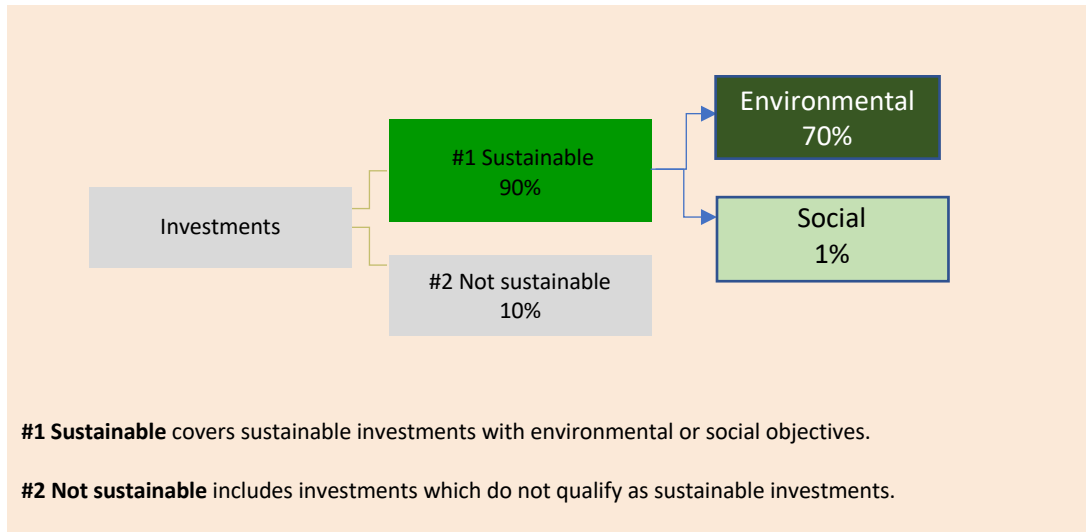 Environmental
70%
#1 Sustainable
90%
Investments
Social
1%
#2 Not sustainable
10%
#1 Sustainable covers sustainable investments with environmental or social objectives.
#2 Not sustainable includes investments which do not qualify as sustainable investments.